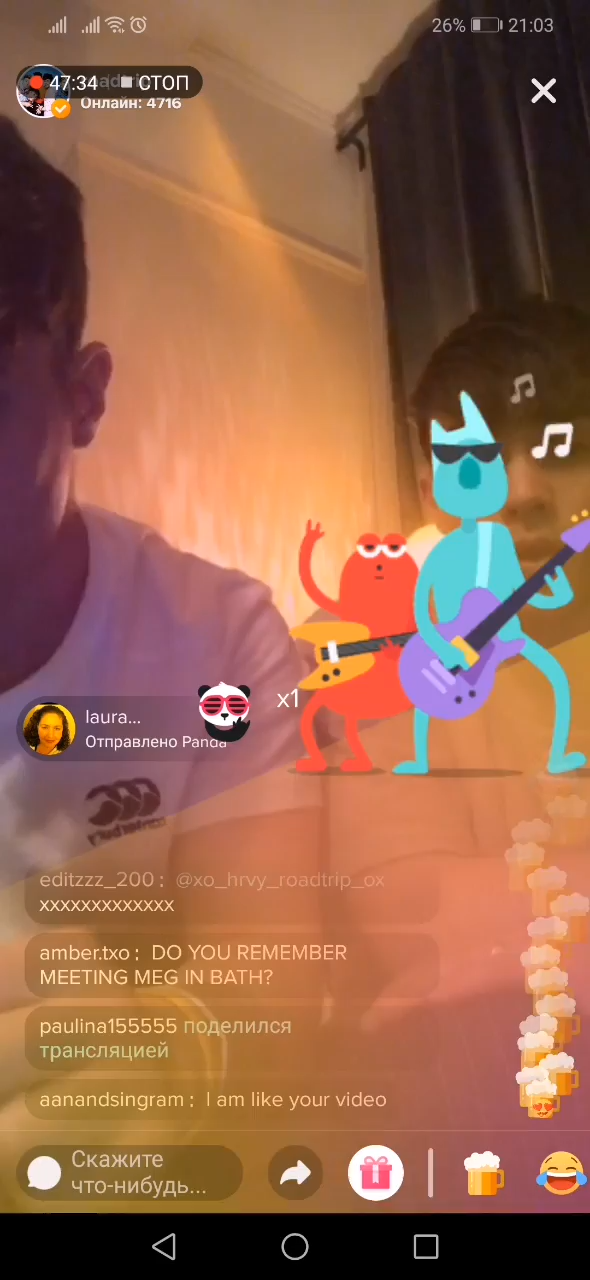 26% 21:03
47:34 СТОП
Онлайн: 4716
laura...
x1
Отправлено Panda
editzzz_200 : @xo_hrvy_roadtrip_ox
xxxxxxxxxxxxx
amber.txo : DO YOU REMEMBER
MEETING MEG IN BATH?
paulina155555 поделился
трансляцией
aanandsingram : I am like your video
Скажите
что-нибудь...